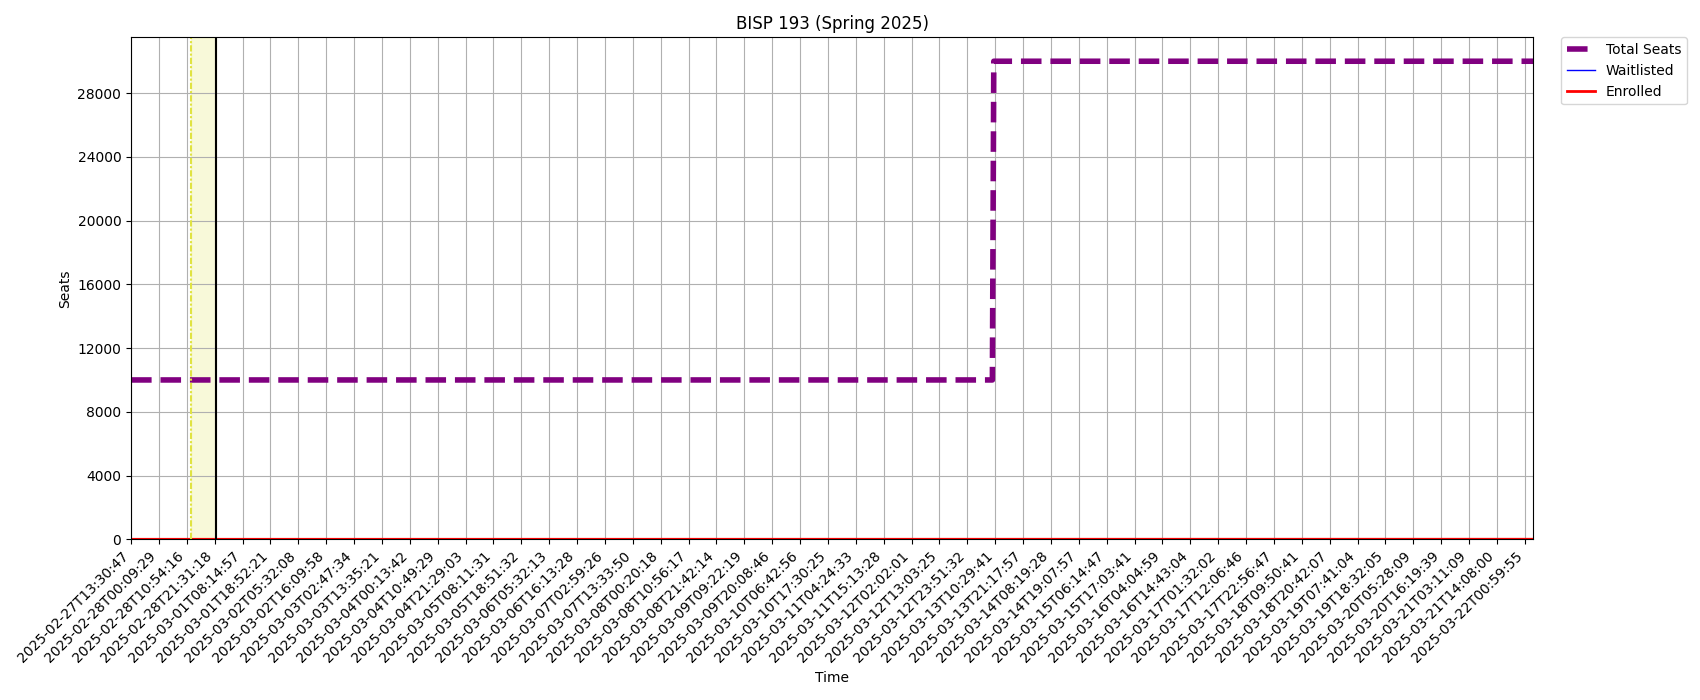 BISP 193 (Spring 2025)
Total Seats
Waitlisted
Enrolled
Seats
28000
24000
20000
16000
12000
8000
4000
0
2025-02-27T13:30:47
2025-02-28T00:09:29
2025-02-28T10:54:16
2025-02-28T21:31:18
2025-03-01T08:14:57
2025-03-01T18:52:21
2025-03-02T05:32:08
2025-03-02T16:09:58
2025-03-03T02:47:34
2025-03-03T13:35:21
2025-03-04T00:13:42
2025-03-04T10:49:29
2025-03-04T21:29:03
2025-03-05T08:11:31
2025-03-05T18:51:32
2025-03-06T05:32:13
2025-03-06T16:13:28
2025-03-07T02:59:26
2025-03-07T13:33:50
2025-03-08T00:20:18
2025-03-08T10:56:17
2025-03-08T21:42:14
2025-03-09T09:22:19
2025-03-09T20:08:46
2025-03-10T06:42:56
2025-03-10T17:30:25
2025-03-11T04:24:33
2025-03-11T15:13:28
2025-03-12T02:02:01
2025-03-12T13:03:25
2025-03-12T23:51:32
2025-03-13T10:29:41
2025-03-13T21:17:57
2025-03-14T08:19:28
2025-03-14T19:07:57
2025-03-15T06:14:47
2025-03-15T17:03:41
2025-03-16T04:04:59
2025-03-16T14:43:04
2025-03-17T01:32:02
2025-03-17T12:06:46
2025-03-17T22:56:47
2025-03-18T09:50:41
2025-03-18T20:42:07
2025-03-19T07:41:04
2025-03-19T18:32:05
2025-03-20T05:28:09
2025-03-20T16:19:39
2025-03-21T03:11:09
2025-03-21T14:08:00
2025-03-22T00:59:55
Time